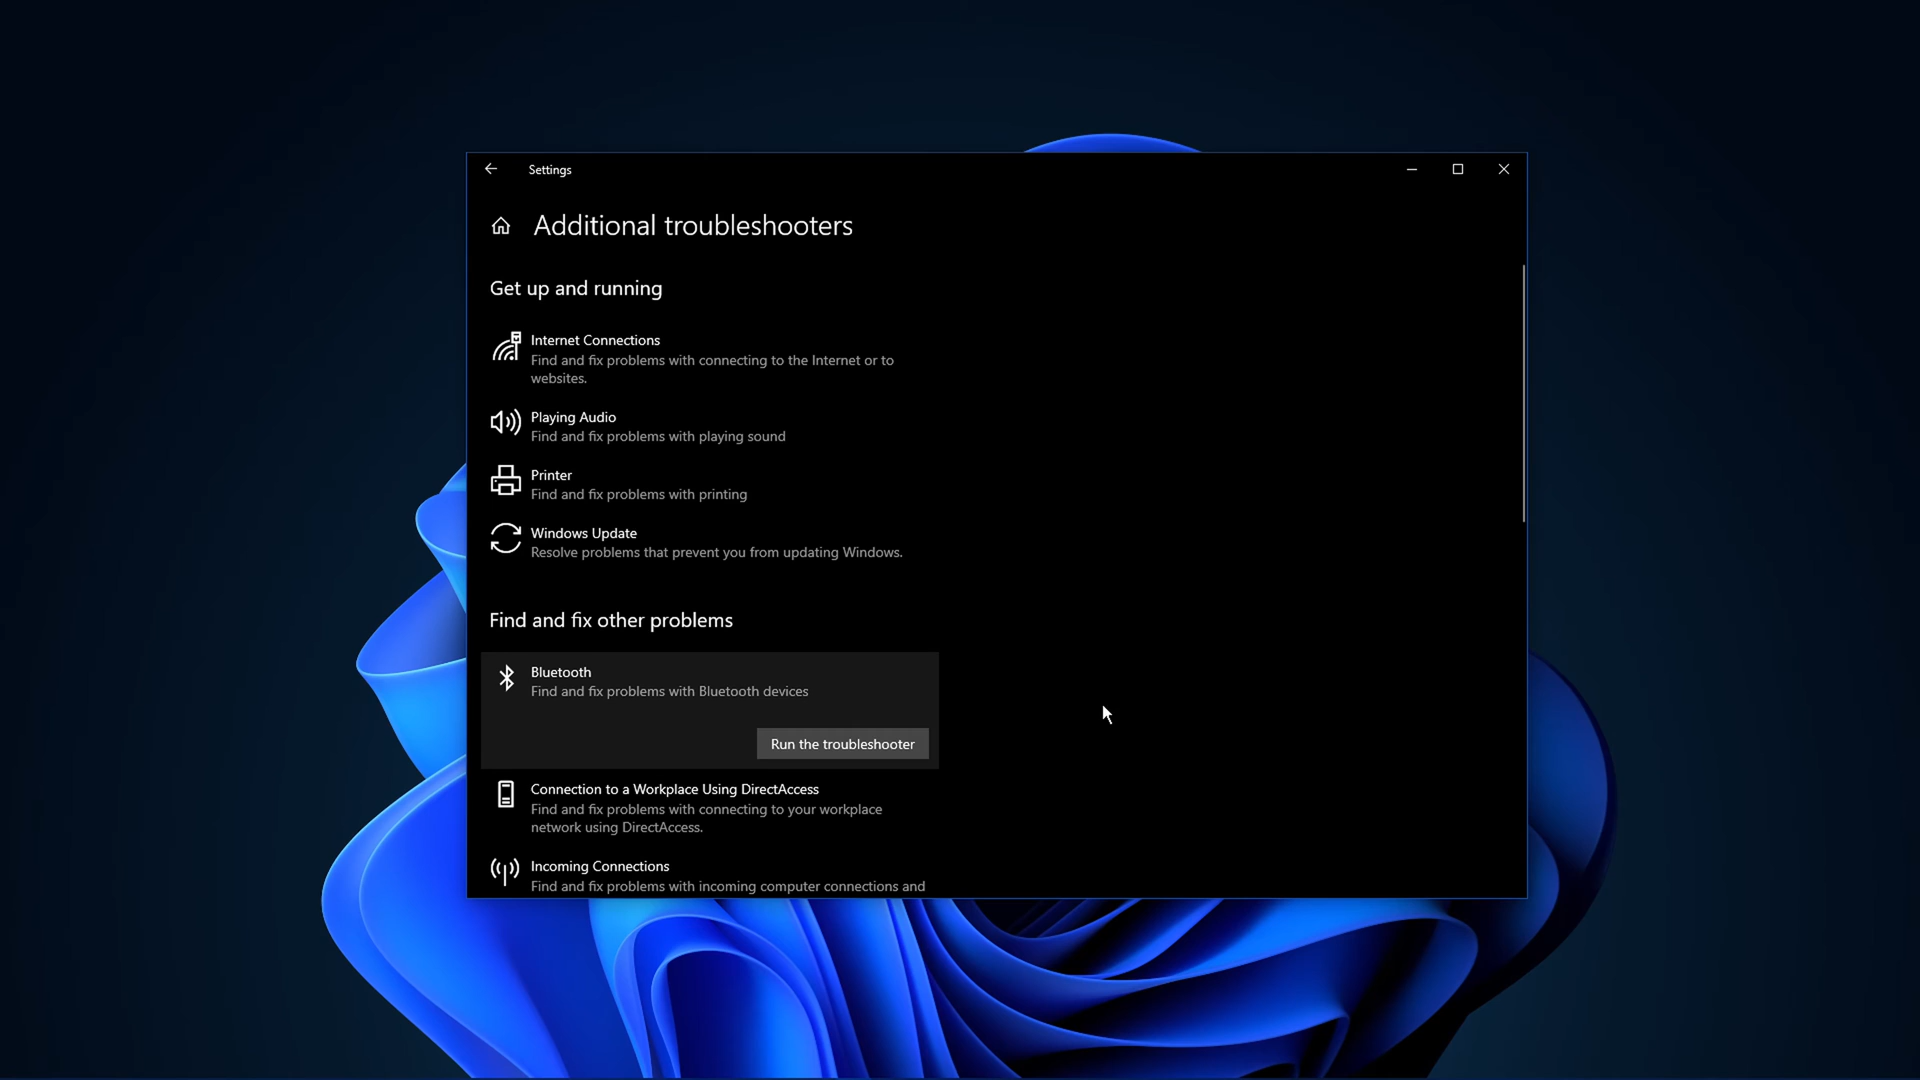 Settings
Additional troubleshooters
Get up and running
Internet Connections
Find and fix problems with connecting to the Internet or to
websites.
Playing Audio
Find and fix problems with playing sound
Printer
Find and fix problems with printing
Windows Update
Resolve problems that prevent you from updating Windows.
Find and fix other problems
Bluetooth
Find and fix problems with Bluetooth devices
Run the troubleshooter
Connection to a Workplace Using DirectAccess
Find and fix problems with connecting to your workplace
network using DirectAccess.
Incoming Connections
Find and fix problems with incoming computer connections and